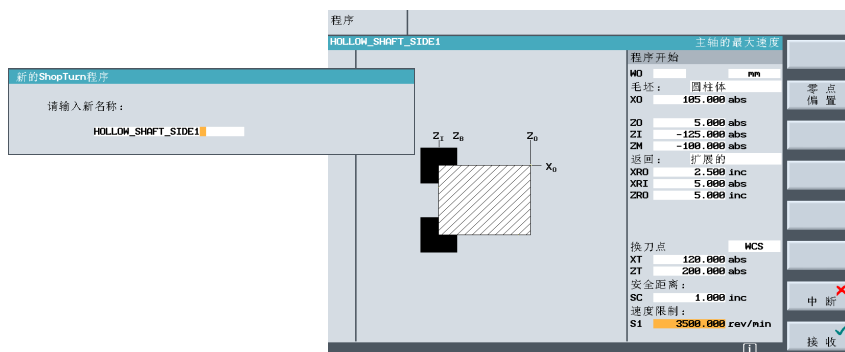 新的ShopTurn程序
请输入新名称：
HOLLOW_SHAFT_SIDE1
程序
HOLLOW_SHAFT_SIDE1 主轴的最大速度
ZI ZB ZO
XO
程序开始
WO mm
毛坯： 圆柱体
XO 105.000 abs
ZO 5.000 abs
ZI -125.000 abs
ZM -100.000 abs
返回： 扩展的
XRO 2.500 inc
XRI 5.000 abs
ZRO 5.000 inc
换刀点 WCS
XT 120.000 abs
ZT 200.000 abs
安全距离：
SC 1.000 inc
速度限制：
S1 3500.000 rev/min
零点
偏置
中断
接收
i